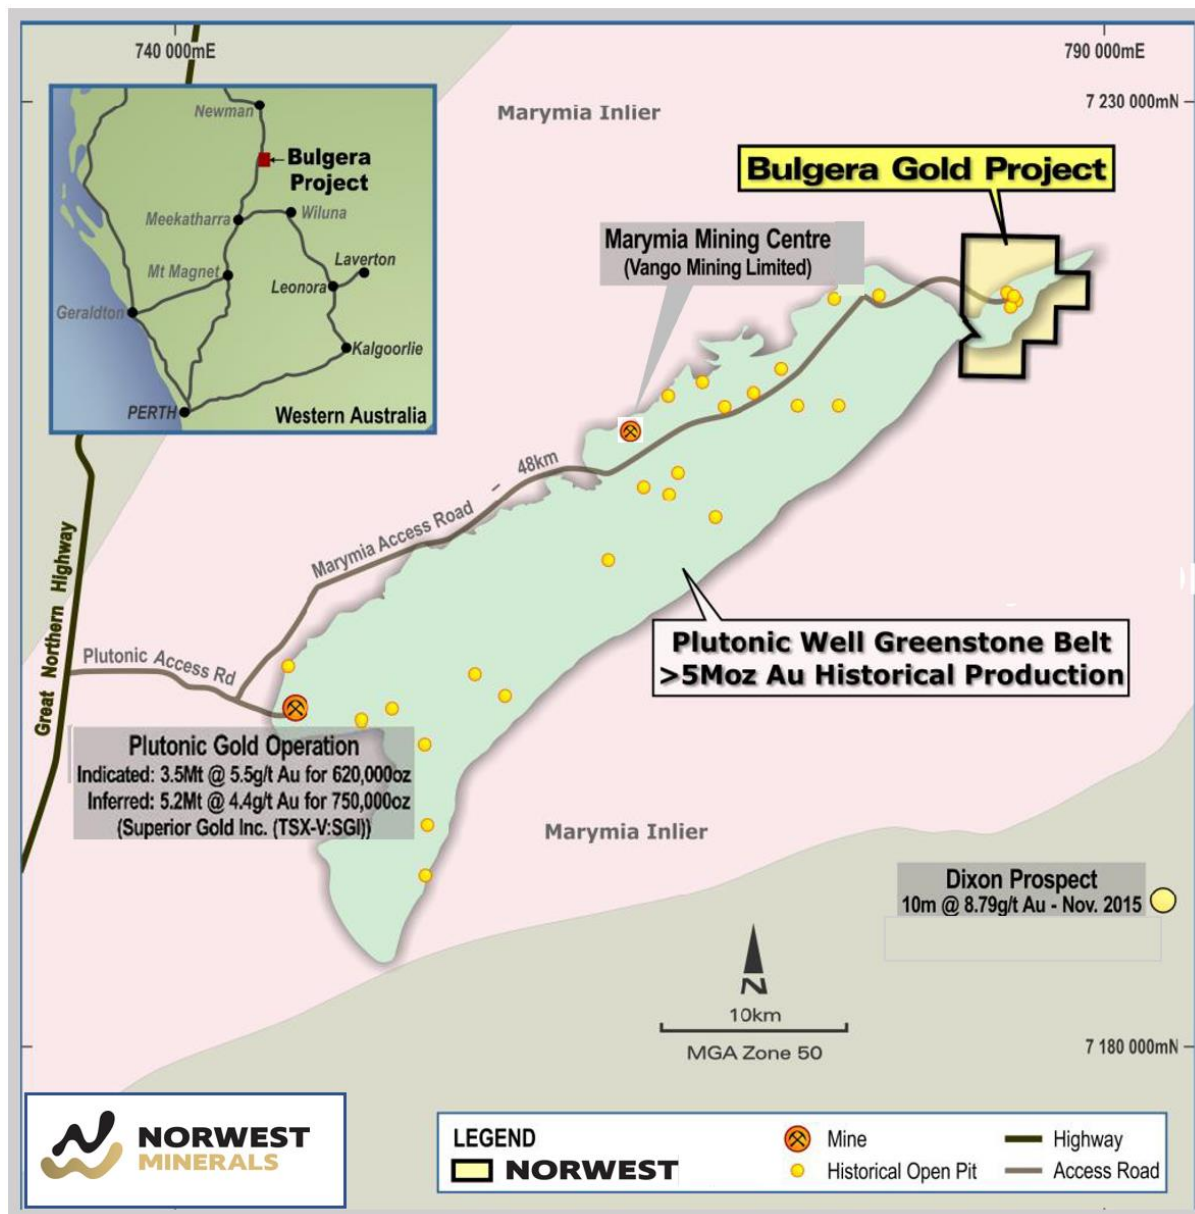 740 000mE
790 000mE
7 230 000mN
Marymia Inlier
Newman
Bulgera
Project
Meekatharra
Wiluna
Mt Magnet
Laverton
Leonora
Geraldton
Kalgoorlie
PERTH
Western Australia
Bulgera Gold Project
Marymia Mining Centre
(Vango Mining Limited)
Marymia Access Road – 48km
Great Northern Highway
Plutonic Access Rd
Plutonic Well Greenstone Belt
>5Moz Au Historical Production
Plutonic Gold Operation
Indicated: 3.5Mt @ 5.5g/t Au for 620,000oz
Inferred: 5.2Mt @ 4.4g/t Au for 750,000oz
(Superior Gold Inc. (TSX-V:SGI))
Marymia Inlier
Dixon Prospect
10m @ 8.79g/t Au - Nov. 2015
N
10km
MGA Zone 50
7 180 000mN
NORWEST
MINERALS
LEGEND
NORWEST
Mine
Historical Open Pit
Highway
Access Road